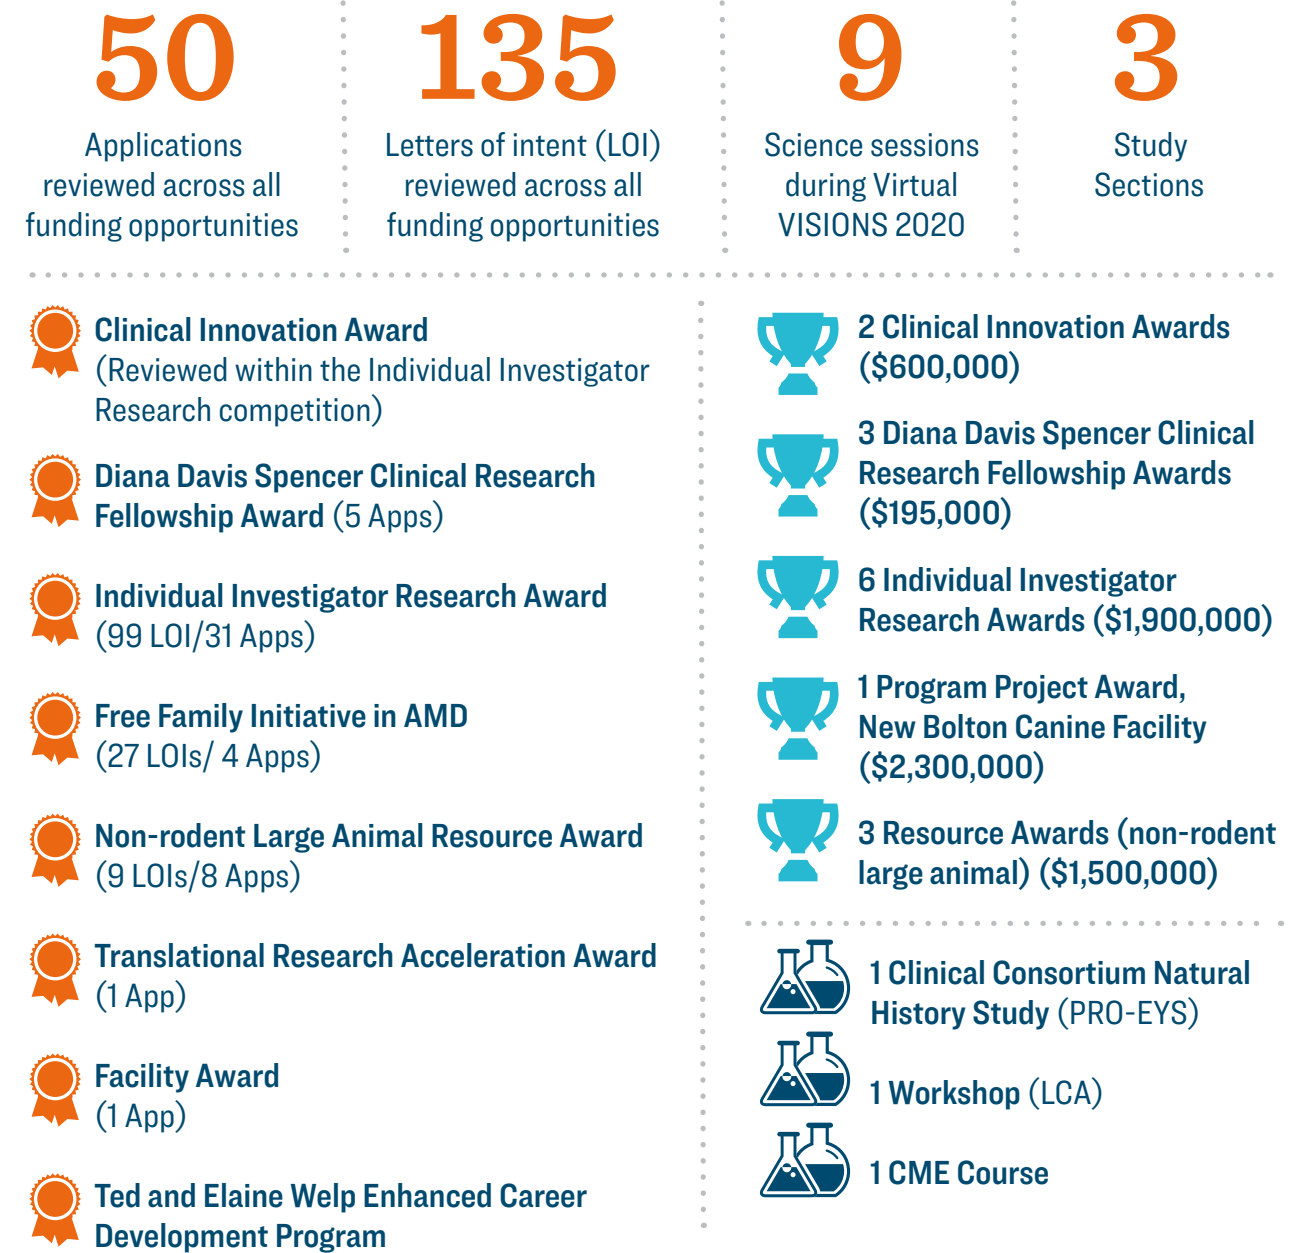 50
Applications
reviewed across all
funding opportunities
135
Letters of intent (LOI)
reviewed across all
funding opportunities
9
Science sessions
during Virtual
VISIONS 2020
3
Study
Sections
Clinical Innovation Award
(Reviewed within the Individual Investigator
Research competition)
Diana Davis Spencer Clinical Research
Fellowship Award (5 Apps)
Individual Investigator Research Award
(99 LOI/31 Apps)
Free Family Initiative in AMD
(27 LOIs/ 4 Apps)
Non-rodent Large Animal Resource Award
(9 LOIs/8 Apps)
Translational Research Acceleration Award
(1 App)
Facility Award
(1 App)
Ted and Elaine Welp Enhanced Career
Development Program
2 Clinical Innovation Awards
($600,000)
3 Diana Davis Spencer Clinical
Research Fellowship Awards
($195,000)
6 Individual Investigator
Research Awards ($1,900,000)
1 Program Project Award,
New Bolton Canine Facility
($2,300,000)
3 Resource Awards (non-rodent
large animal) ($1,500,000)
1 Clinical Consortium Natural
History Study (PRO-EYS)
1 Workshop (LCA)
1 CME Course